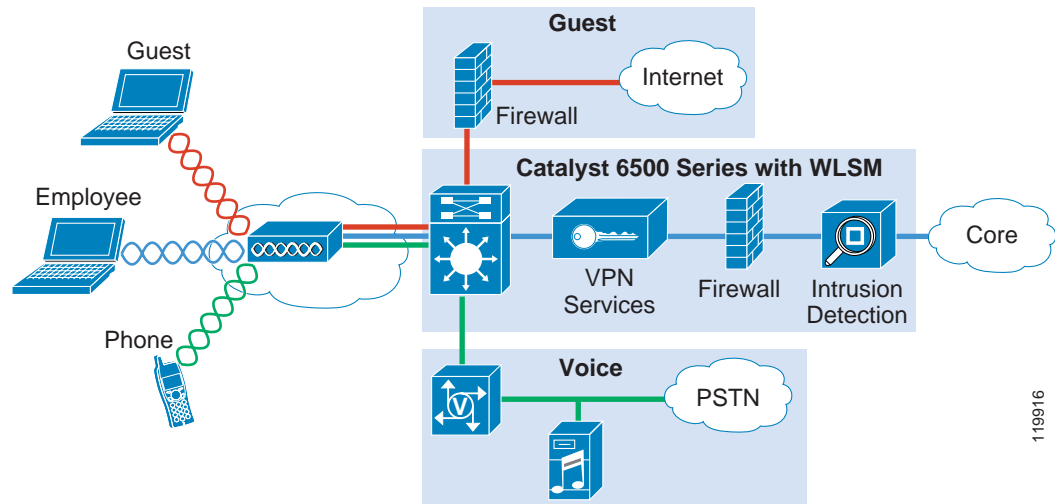 Guest
Guest
Internet
Firewall
Employee
Catalyst 6500 Series with WLSM
Core
VPN
Services
Firewall
Intrusion
Detection
Phone
Voice
V
PSTN
119916